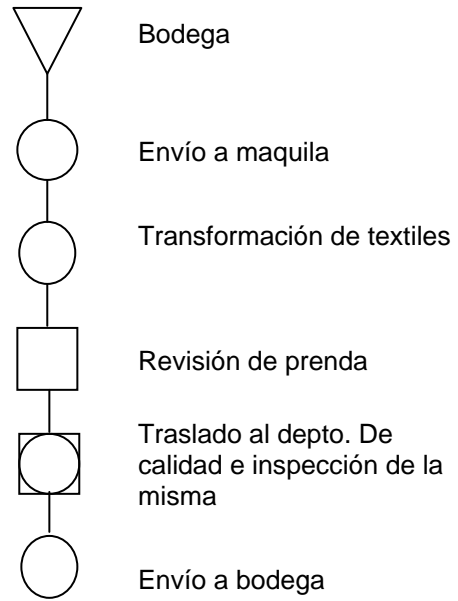 Bodega
Envío a maquila
Transformación de textiles
Revisión de prenda
Traslado al depto. De
calidad e inspección de la
misma
Envío a bodega